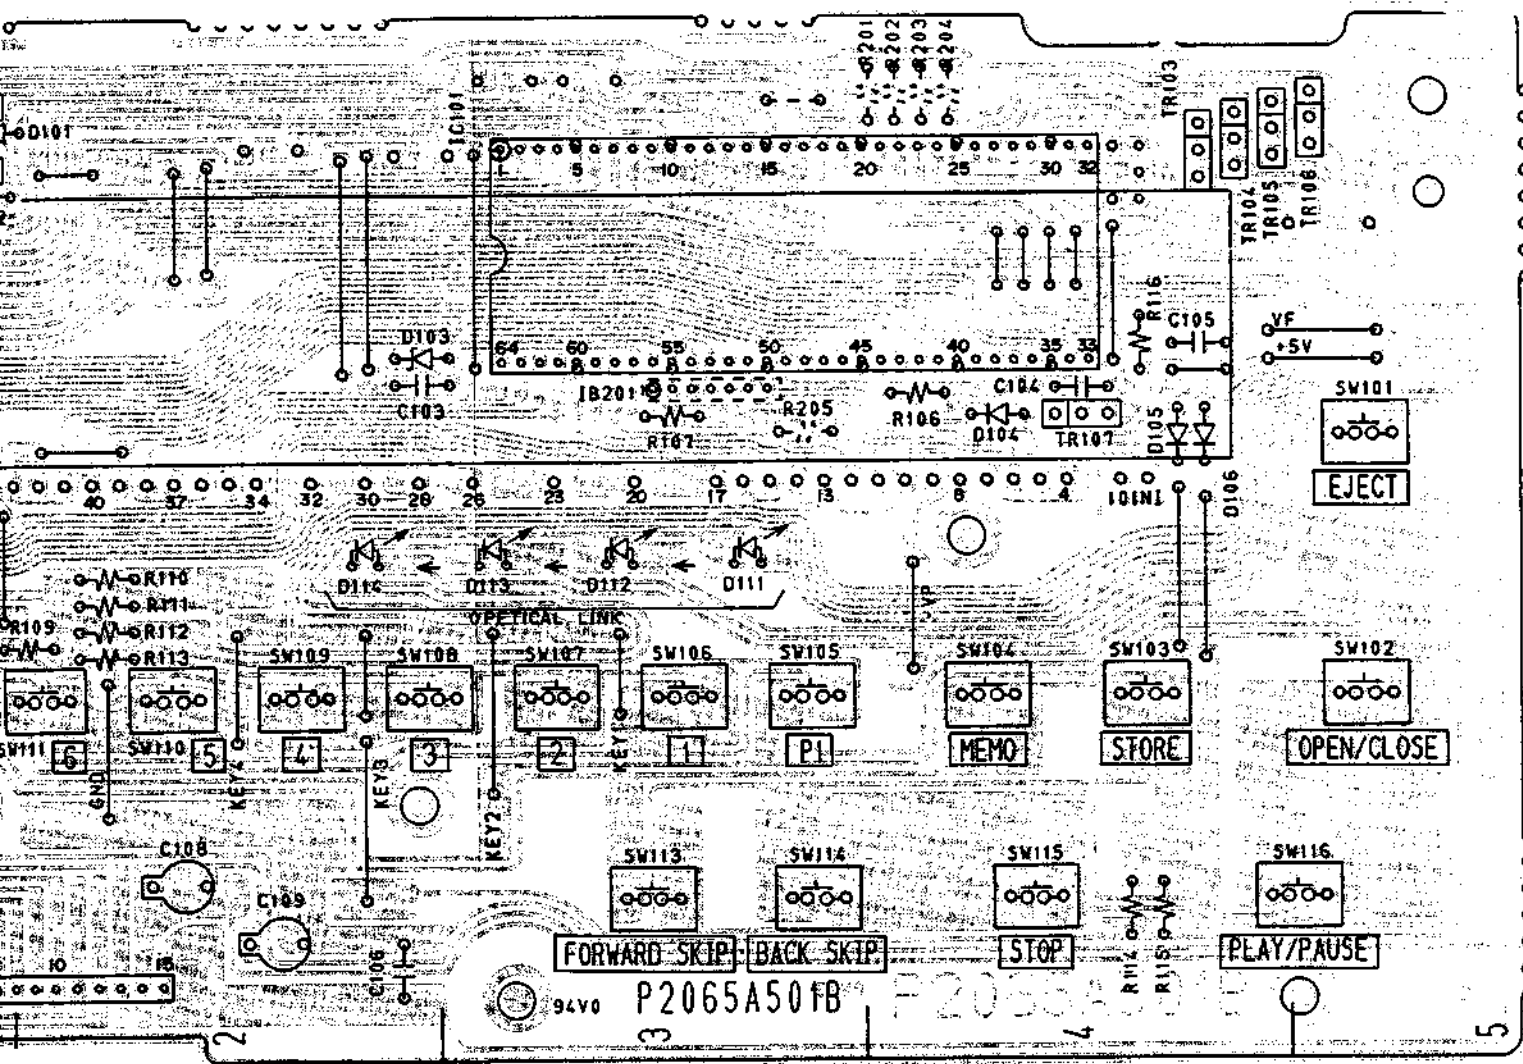 R201
R202
R203
R204
TR103
IC101
D101
1 5 10 15 20 25 30 32
TR104
TR105
TR106
R116
C105
VF
+5V
D103
64 60 55 50 45 40 35 33
C103
IB201
R107
R205
R106
C104
D104
TR107
D105
SW101
EJECT
40 37 34 32 30 28 26 23 20 17 13 8 4
IN101
D106
D114
D113
D112
D111
OPETICAL LINK
VP
R110
R111
R112
R113
R109
SW109
SW108
SW107
SW106
SW105
SW104
SW103
SW102
SW111
6
SW110
5
4
3
2
1
P1
MEMO
STORE
OPEN/CLOSE
GND
KEY4
KEY3
KEY2
KEY1
C108
C109
C106
SW113
SW114
SW115
SW116
FORWARD SKIP
BACK SKIP
STOP
R114
R115
PLAY/PAUSE
10 15
94V0
P2065A501B
2 3 4 5